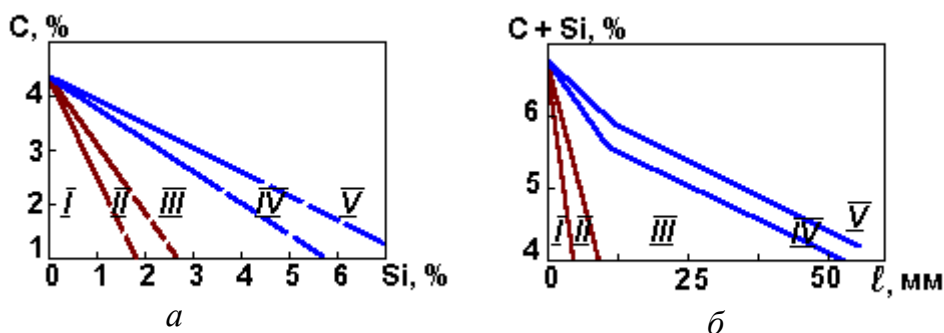 C, %
4
3
2
1
I II III IV V
0 1 2 3 4 5 6 Si, %
а
C + Si, %
6
5
4
I II III IV V
0 25 50 ℓ, мм
б